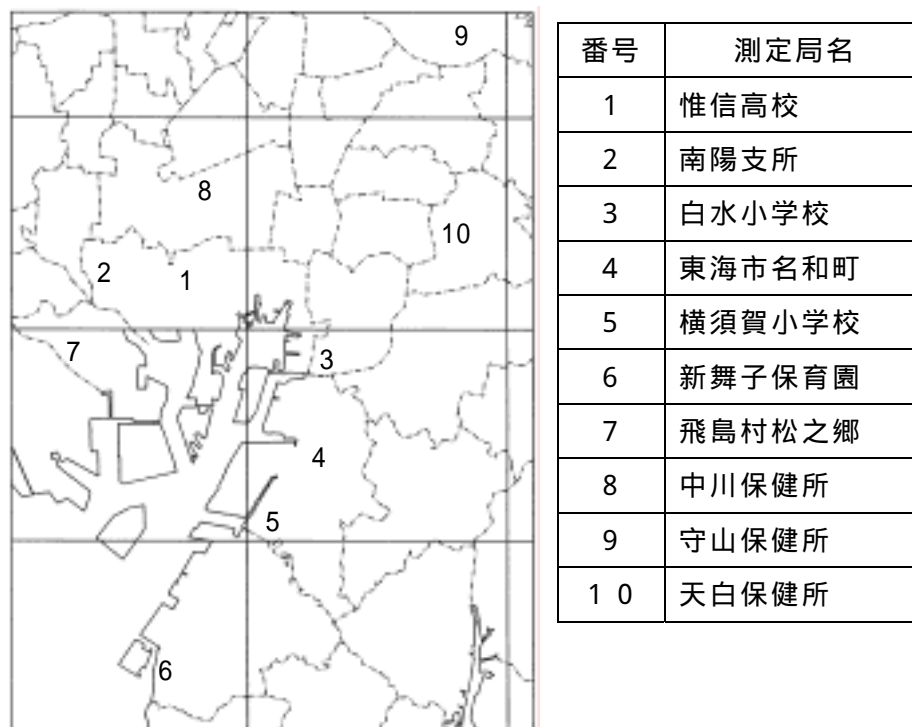 9
8
10
2
1
7
3
4
5
6
番号 測定局名
1 惟信高校
2 南陽支所
3 白水小学校
4 東海市名和町
5 横須賀小学校
6 新舞子保育園
7 飛島村松之郷
8 中川保健所
9 守山保健所
10 天白保健所